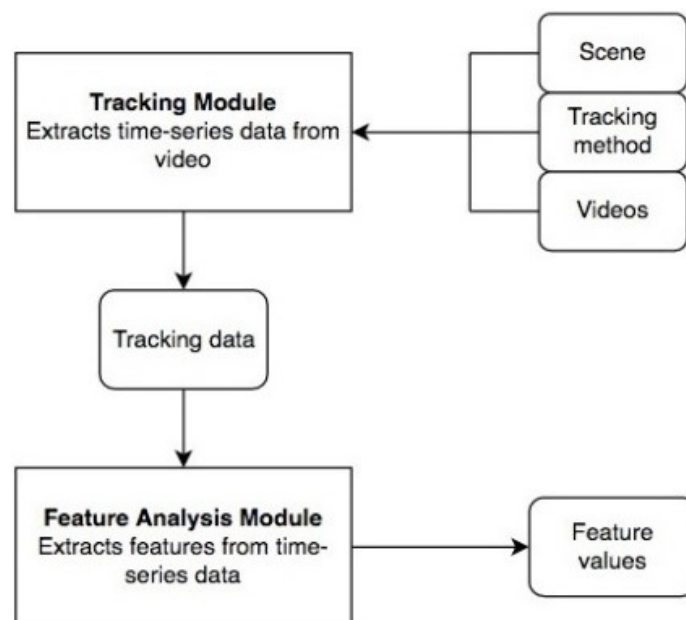 Scene
Tracking Module
Extracts time-series data from
video
Tracking
method
Videos
Tracking data
Feature Analysis Module
Extracts features from time-
series data
Feature
values